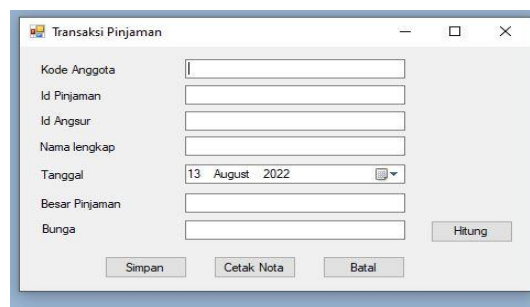 Transaksi Pinjaman
Kode Anggota
Id Pinjaman
Id Angsur
Nama lengkap
Tanggal 13 August 2022
Besar Pinjaman
Bunga Hitung
Simpan Cetak Nota Batal